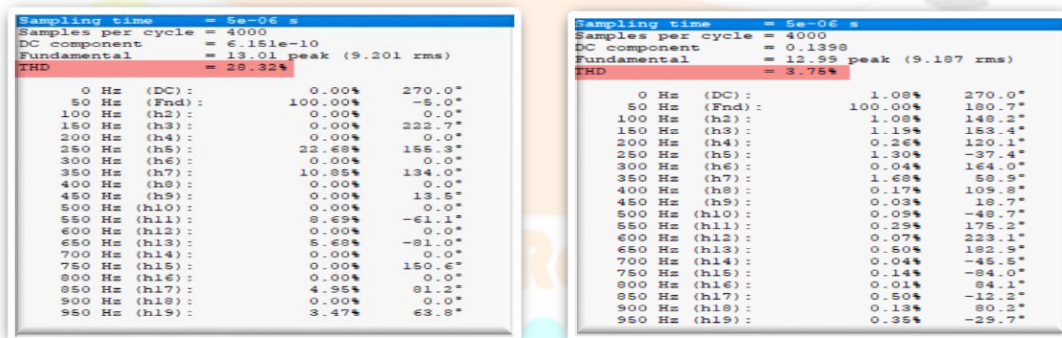 Sampling time = 5e-06 s
Samples per cycle = 4000
DC component = 6.151e-10
Fundamental = 13.01 peak (9.201 rms)
THD = 28.32%
0 Hz (DC): 0.00% 270.0°
50 Hz (Fnd): 100.00% -5.0°
100 Hz (h2): 0.00% 0.0°
150 Hz (h3): 0.00% 222.7°
200 Hz (h4): 0.00% 0.0°
250 Hz (h5): 22.68% 155.3°
300 Hz (h6): 0.00% 0.0°
350 Hz (h7): 10.85% 134.0°
400 Hz (h8): 0.00% 0.0°
450 Hz (h9): 0.00% 13.5°
500 Hz (h10): 0.00% 0.0°
550 Hz (h11): 8.69% -61.1°
600 Hz (h12): 0.00% 0.0°
650 Hz (h13): 5.68% -81.0°
700 Hz (h14): 0.00% 0.0°
750 Hz (h15): 0.00% 150.6°
800 Hz (h16): 0.00% 0.0°
850 Hz (h17): 4.95% 81.2°
900 Hz (h18): 0.00% 0.0°
950 Hz (h19): 3.47% 63.8°
Sampling time = 5e-06 s
Samples per cycle = 4000
DC component = 0.1398
Fundamental = 12.99 peak (9.187 rms)
THD = 3.75%
0 Hz (DC): 1.08% 270.0°
50 Hz (Fnd): 100.00% 180.7°
100 Hz (h2): 1.08% 148.2°
150 Hz (h3): 1.19% 153.4°
200 Hz (h4): 0.26% 120.1°
250 Hz (h5): 1.30% -37.4°
300 Hz (h6): 0.04% 164.0°
350 Hz (h7): 1.68% 58.9°
400 Hz (h8): 0.17% 109.8°
450 Hz (h9): 0.03% 18.7°
500 Hz (h10): 0.09% -48.7°
550 Hz (h11): 0.29% 175.2°
600 Hz (h12): 0.07% 223.1°
650 Hz (h13): 0.50% 182.9°
700 Hz (h14): 0.04% -45.5°
750 Hz (h15): 0.14% -84.0°
800 Hz (h16): 0.01% 84.1°
850 Hz (h17): 0.50% -12.2°
900 Hz (h18): 0.13% 80.2°
950 Hz (h19): 0.35% -29.7°